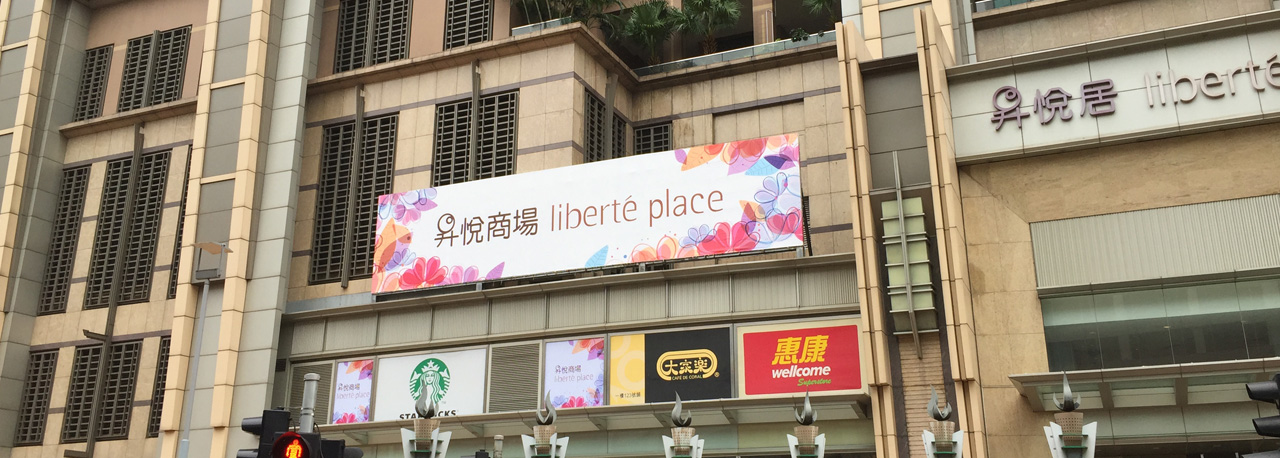 昇悅居 liberté
昇悅商場 liberté place
昇悅商場
liberté place
STARBUCKS
昇悅商場
liberté place
大家樂
CAFE DE CORAL
®
惠康
wellcome
Superstore